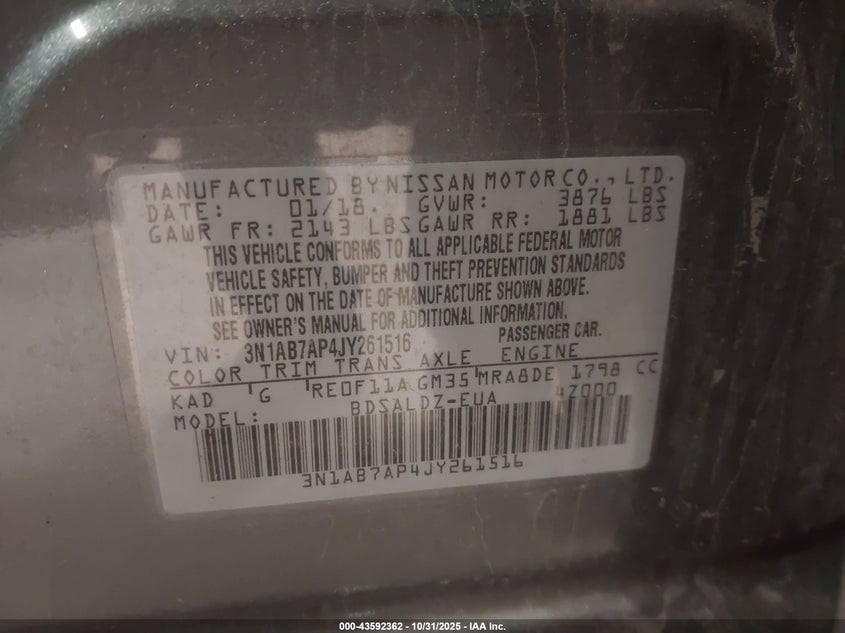 MANUFACTURED BY NISSAN MOTOR CO., LTD.
DATE: 01/18. GVWR: 3876 LBS
GAWR FR: 2143 LBS GAWR RR: 1881 LBS
THIS VEHICLE CONFORMS TO ALL APPLICABLE FEDERAL MOTOR
VEHICLE SAFETY, BUMPER AND THEFT PREVENTION STANDARDS
IN EFFECT ON THE DATE OF MANUFACTURE SHOWN ABOVE.
SEE OWNER'S MANUAL FOR ADDITIONAL INFORMATION.
VIN: 3N1AB7AP4JY261516 PASSENGER CAR.
COLOR TRIM TRANS AXLE ENGINE
KAD G RE0F11A GM35 MRA8DE 1798 CC
MODEL: BDSALDZ-EUA 4Z000
3N1AB7AP4JY261516
000-43592362 - 10/31/2025 - IAA Inc.